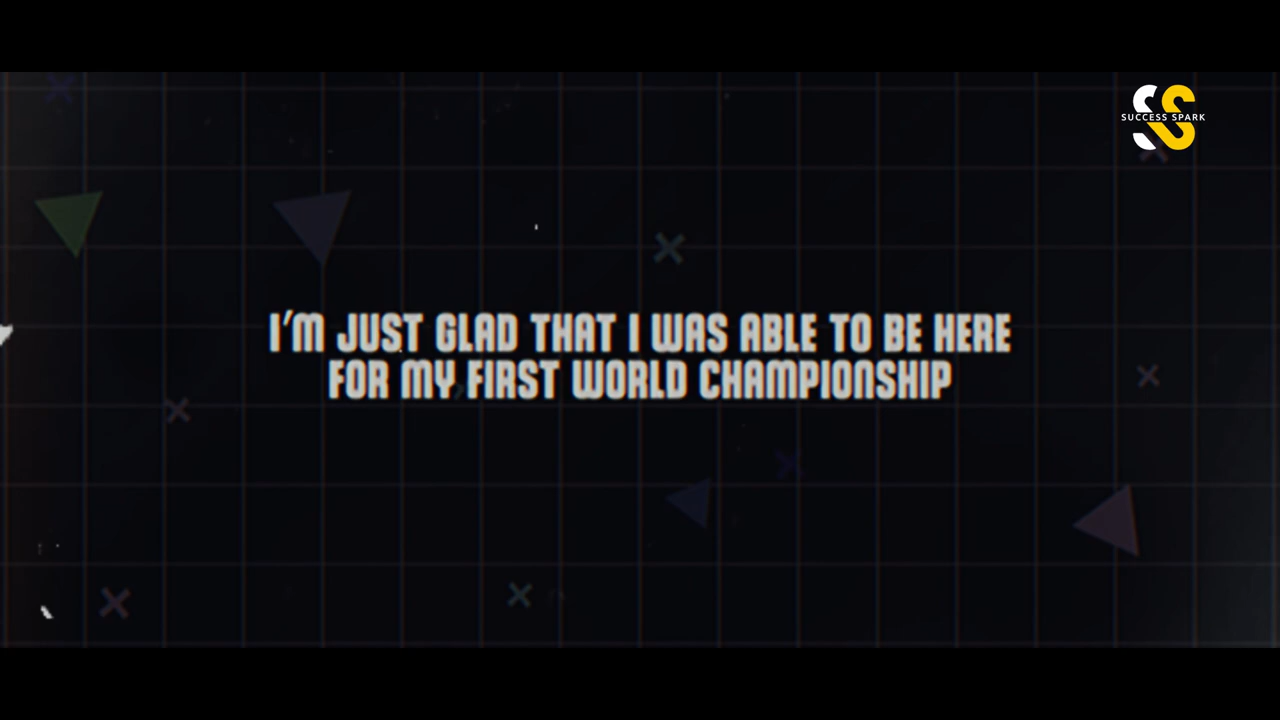 SUCCESS SPARK
I'M JUST GLAD THAT I WAS ABLE TO BE HERE
FOR MY FIRST WORLD CHAMPIONSHIP